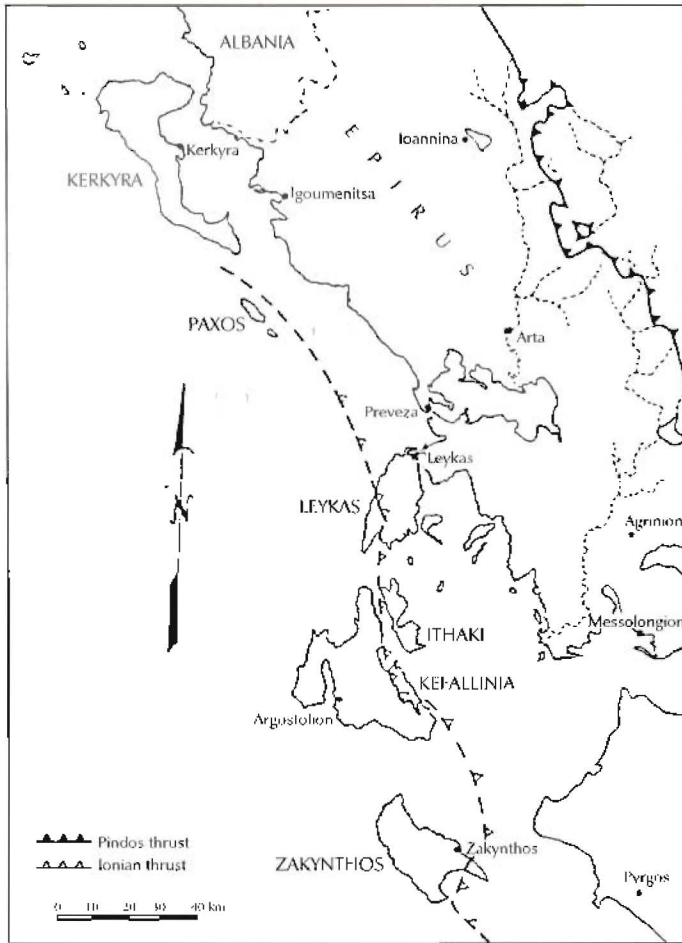 ALBANIA
EPIRUS
Ioannina
Kerkyra
KERKYRA
Igoumenitsa
PAXOS
Arta
Preveza
Leykas
N
LEYKAS
Agrinion
Messolongion
ITHAKI
KEFALLINIA
Argostolion
Pindos thrust
Ionian thrust
ZAKYNTHOS
Zakynthos
Pyrgos
0 10 20 30 40 km